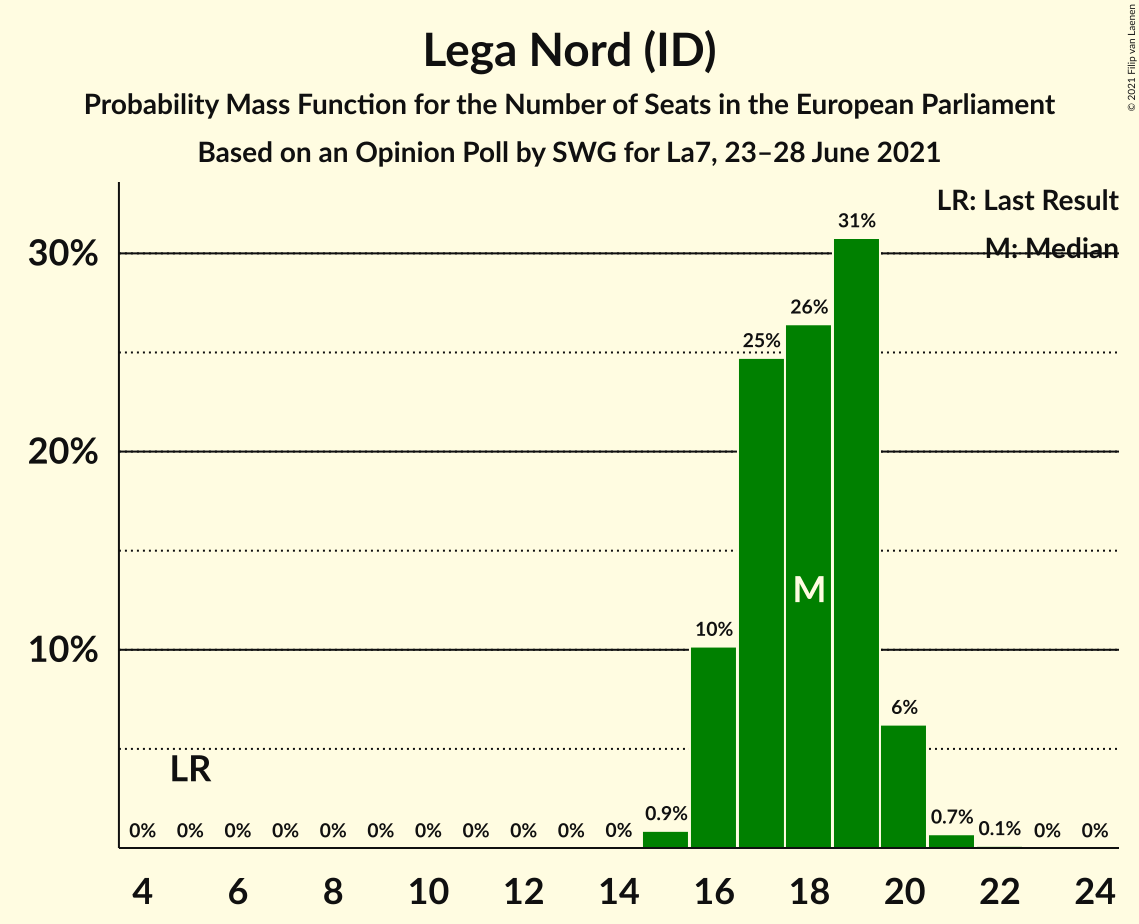 Lega Nord (ID)
Probability Mass Function for the Number of Seats in the European Parliament
Based on an Opinion Poll by SWG for La7, 23–28 June 2021
© 2021 Filip van Laenen
LR: Last Result
M: Median
30%
20%
10%
31%
26%
25%
M
10%
6%
LR
0% 0% 0% 0% 0% 0% 0% 0% 0% 0% 0% 0.9% 0.7% 0.1% 0% 0%
4 6 8 10 12 14 16 18 20 22 24